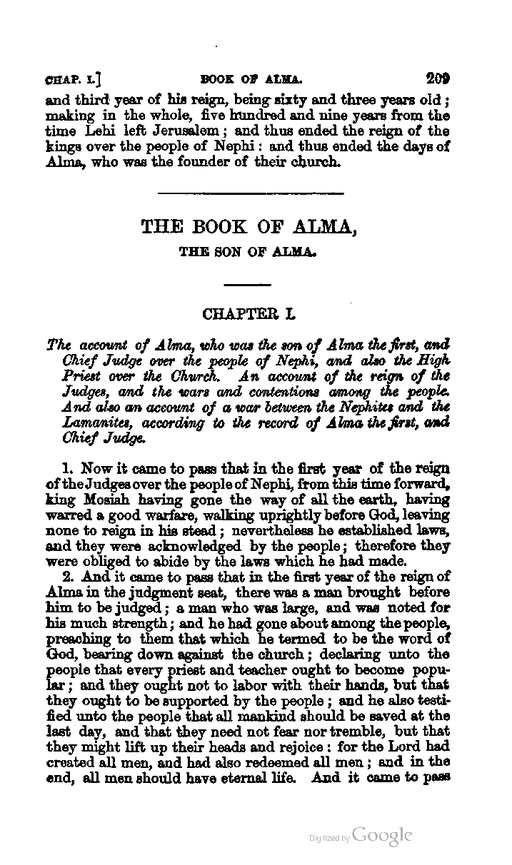 CHAP. I.] BOOK OF ALMA. 209
and third year of his reign, being sixty and three years old;
making in the whole, five hundred and nine years from the
time Lehi left Jerusalem; and thus ended the reign of the
kings over the people of Nephi: and thus ended the days of
Alma, who was the founder of their church.
THE BOOK OF ALMA,
THE SON OF ALMA.
CHAPTER I.
The account of Alma, who was the son of Alma the first, and
Chief Judge over the people of Nephi, and also the High
Priest over the Church. An account of the reign of the
Judges, and the wars and contentions among the people.
And also an account of a war between the Nephites and the
Lamanites, according to the record of Alma the first, and
Chief Judge.
1. Now it came to pass that in the first year of the reign
of the Judges over the people of Nephi, from this time forward,
king Mosiah having gone the way of all the earth, having
warred a good warfare, walking uprightly before God, leaving
none to reign in his stead; nevertheless he established laws,
and they were acknowledged by the people; therefore they
were obliged to abide by the laws which he had made.
2. And it came to pass that in the first year of the reign of
Alma in the judgment seat, there was a man brought before
him to be judged; a man who was large, and was noted for
his much strength; and he had gone about among the people,
preaching to them that which he termed to be the word of
God, bearing down against the church; declaring unto the
people that every priest and teacher ought to become popu-
lar; and they ought not to labor with their hands, but that
they ought to be supported by the people; and he also testi-
fied unto the people that all mankind should be saved at the
last day, and that they need not fear nor tremble, but that
they might lift up their heads and rejoice: for the Lord had
created all men, and had also redeemed all men; and in the
end, all men should have eternal life. And it came to pass
Digitized by Google